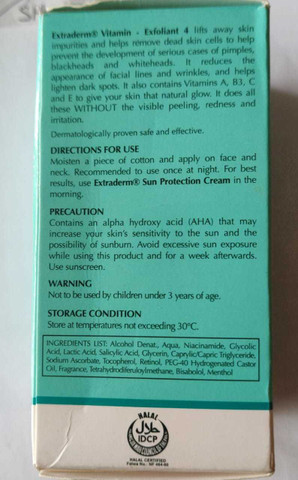 Extraderm® Vitamin - Exfoliant 4 lifts away skin
impurities and helps remove dead skin cells to help
prevent the development of serious cases of pimples,
blackheads and whiteheads. It reduces the
appearance of facial lines and wrinkles, and helps
lighten dark spots. It also contains Vitamins A, B3, C
and E to give your skin that natural glow. It does all
these WITHOUT the visible peeling, redness and
irritation.
Dermatologically proven safe and effective.
DIRECTIONS FOR USE
Moisten a piece of cotton and apply on face and
neck. Recommended to use once at night. For best
results, use Extraderm® Sun Protection Cream in the
morning.
PRECAUTION
Contains an alpha hydroxy acid (AHA) that may
increase your skin's sensitivity to the sun and the
possibility of sunburn. Avoid excessive sun exposure
while using this product and for a week afterwards.
Use sunscreen.
WARNING
Not to be used by children under 3 years of age.
STORAGE CONDITION
Store at temperatures not exceeding 30°C.
INGREDIENTS LIST: Alcohol Denat., Aqua, Niacinamide, Glycolic
Acid, Lactic Acid, Salicylic Acid, Glycerin, Caprylic/Capric Triglyceride,
Sodium Ascorbate, Tocopherol, Retinol, PEG-40 Hydrogenated Castor
Oil, Fragrance, Tetrahydrodiferuloylmethane, Bisabolol, Menthol
HALAL
حلال
IDCP
HALAL CERTIFIED